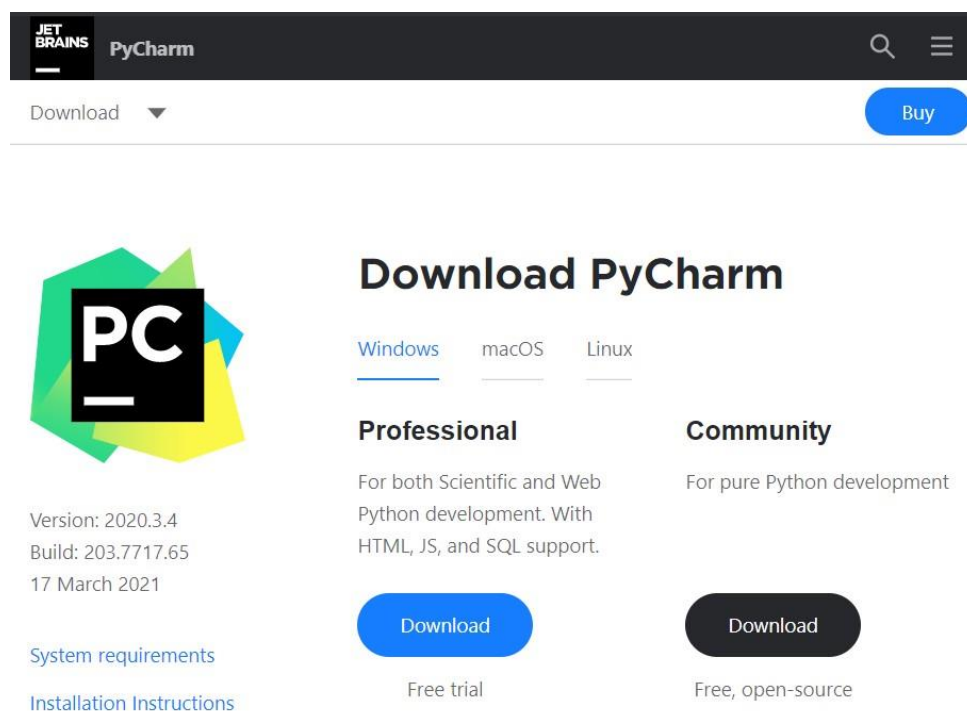 JET
BRAINS
PyCharm
Download
Buy
PC
Download PyCharm
Windows macOS Linux
Professional
For both Scientific and Web
Python development. With
HTML, JS, and SQL support.
Download
Free trial
Community
For pure Python development
Download
Free, open-source
Version: 2020.3.4
Build: 203.7717.65
17 March 2021
System requirements
Installation Instructions